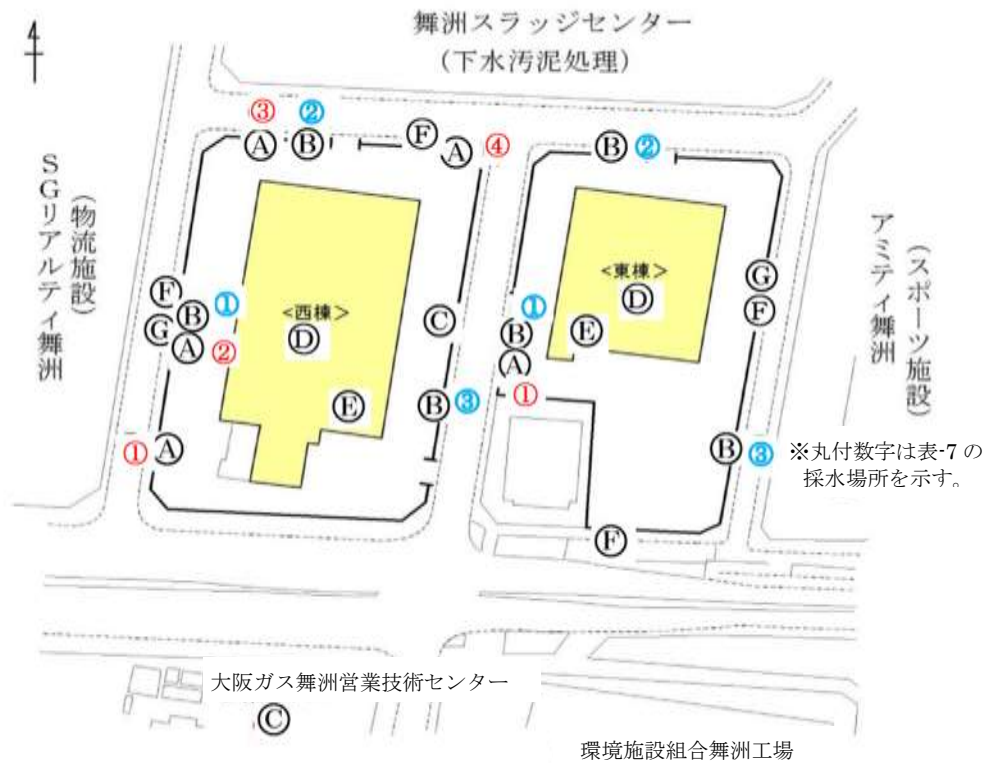 舞洲スラッジセンター
（下水汚泥処理）
③ ②
Ⓐ Ⓑ Ⓕ Ⓐ ④ Ⓑ ②
ＳＧリアルティ舞洲
（物流施設）
アミティ舞洲
（スポーツ施設）
Ⓕ
Ⓑ ①
Ⓖ Ⓐ ②
<西棟>
Ⓓ
Ⓔ
Ⓒ
Ⓑ ③
① Ⓐ
<東棟>
Ⓓ
Ⓔ
①
Ⓑ
Ⓐ
①
Ⓖ
Ⓕ
Ⓑ ③
※丸付数字は表-7 の
採水場所を示す。
Ⓕ
大阪ガス舞洲営業技術センター
Ⓒ
環境施設組合舞洲工場